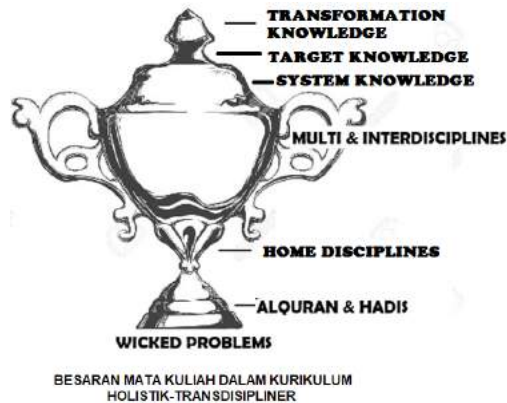 TRANSFORMATION
KNOWLEDGE
TARGET KNOWLEDGE
SYSTEM KNOWLEDGE
MULTI & INTERDISCIPLINES
HOME DISCIPLINES
ALQURAN & HADIS
WICKED PROBLEMS
BESARAN MATA KULIAH DALAM KURIKULUM
HOLISTIK-TRANSDISIPLINER